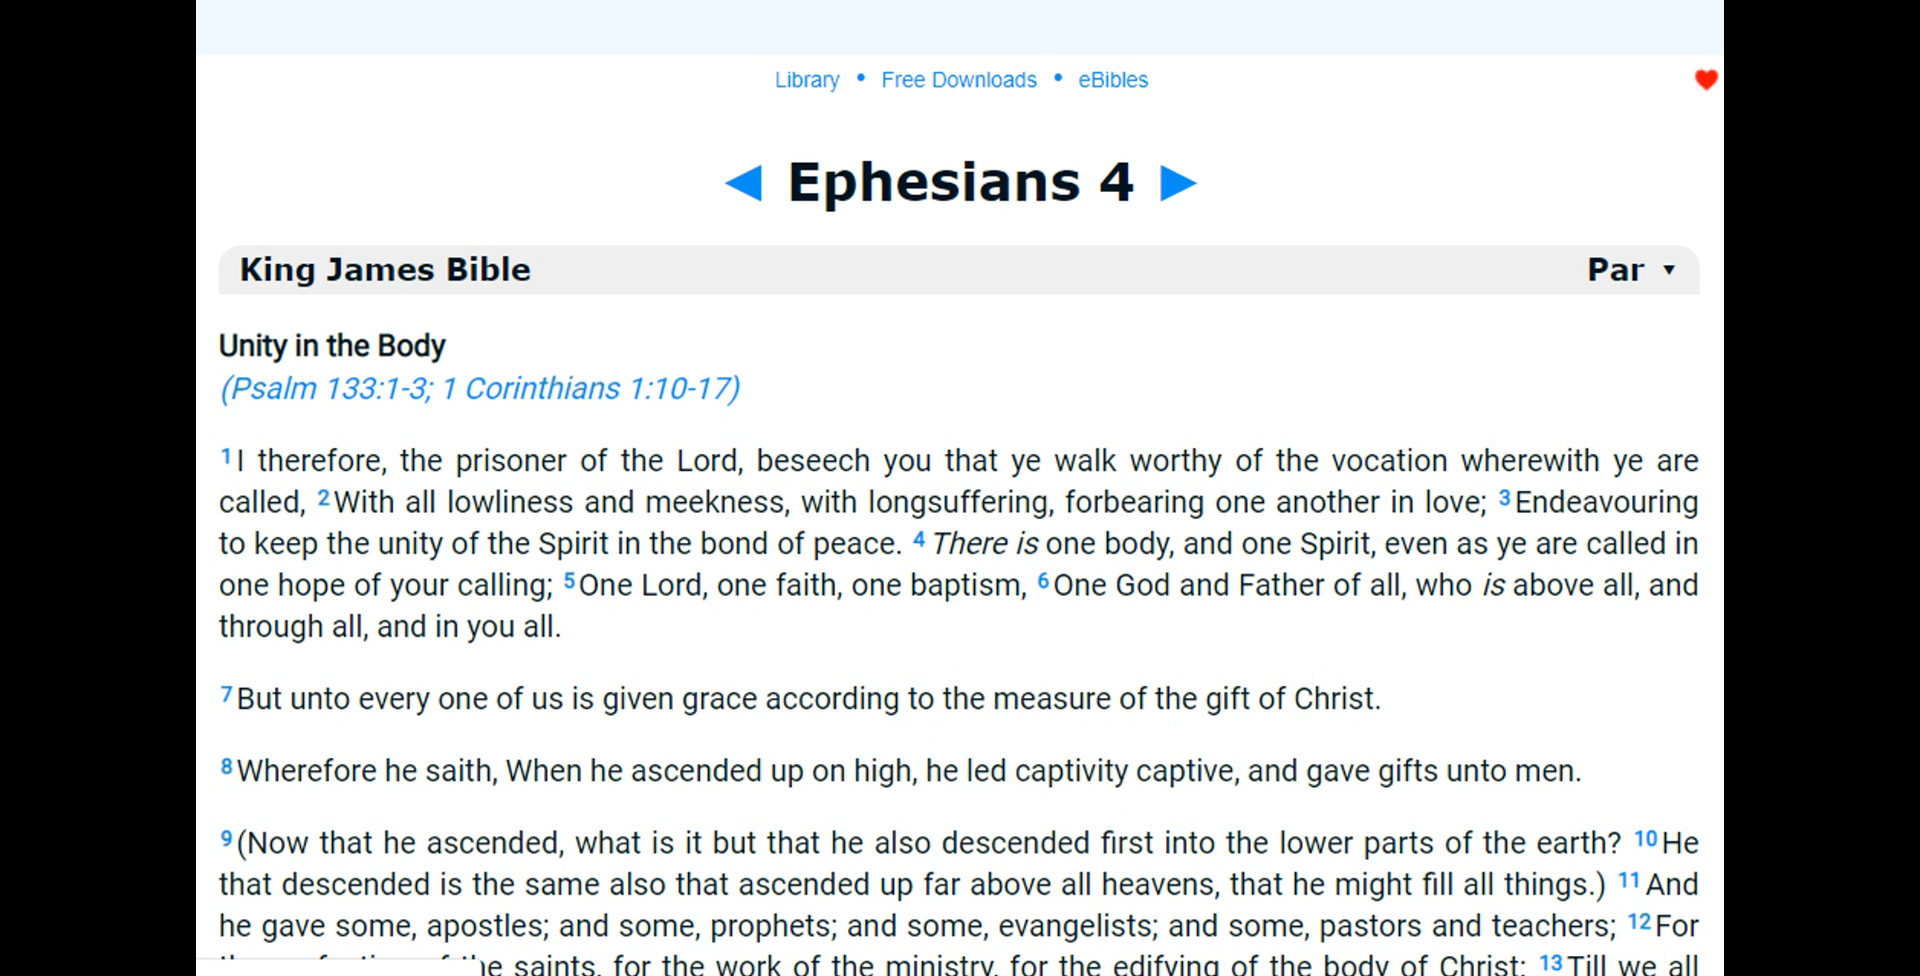 Library • Free Downloads • eBibles
◄ Ephesians 4 ►
King James Bible Par ▼
Unity in the Body
(Psalm 133:1-3; 1 Corinthians 1:10-17)
1 I therefore, the prisoner of the Lord, beseech you that ye walk worthy of the vocation wherewith ye are
called, 2 With all lowliness and meekness, with longsuffering, forbearing one another in love; 3 Endeavouring
to keep the unity of the Spirit in the bond of peace. 4 There is one body, and one Spirit, even as ye are called in
one hope of your calling; 5 One Lord, one faith, one baptism, 6 One God and Father of all, who is above all, and
through all, and in you all.
7 But unto every one of us is given grace according to the measure of the gift of Christ.
8 Wherefore he saith, When he ascended up on high, he led captivity captive, and gave gifts unto men.
9 (Now that he ascended, what is it but that he also descended first into the lower parts of the earth? 10 He
that descended is the same also that ascended up far above all heavens, that he might fill all things.) 11 And
he gave some, apostles; and some, prophets; and some, evangelists; and some, pastors and teachers; 12 For
the saints, for the work of the ministry, for the edifying of the body of Christ: 13 Till we all